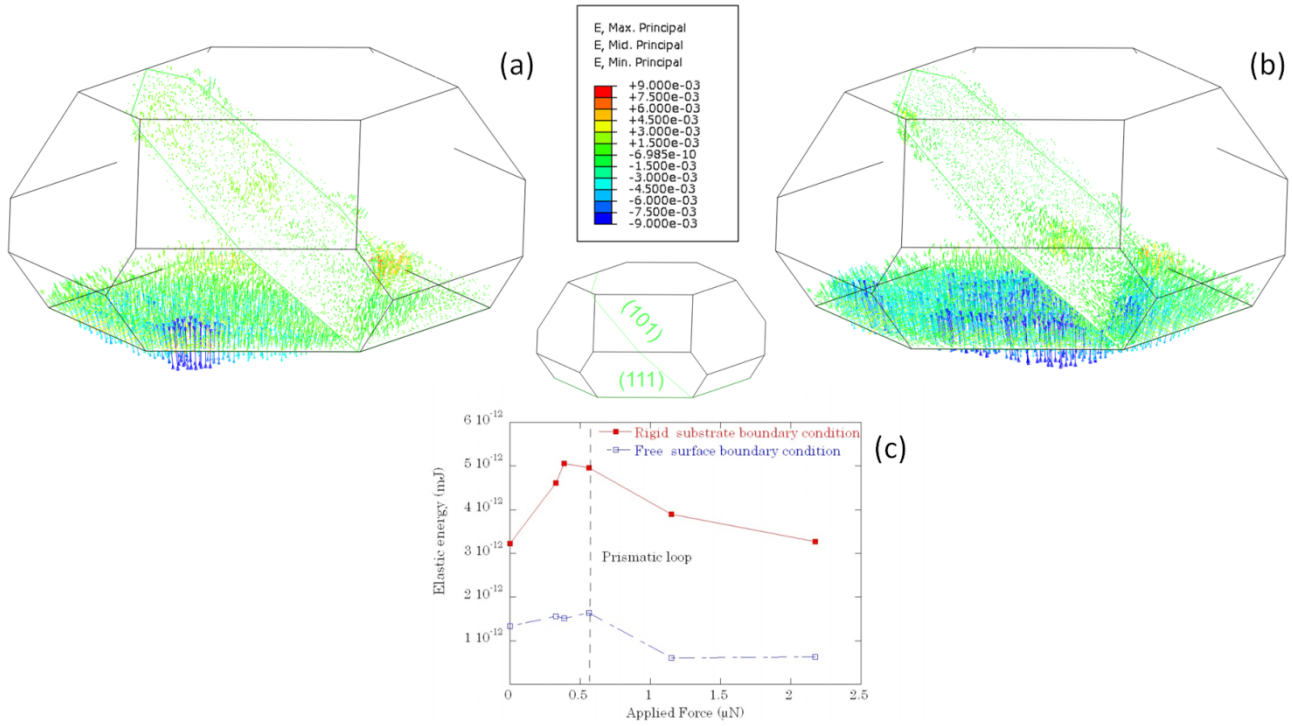 (a)
E, Max. Principal
E, Mid. Principal
E, Min. Principal
+9.000e-03
+7.500e-03
+6.000e-03
+4.500e-03
+3.000e-03
+1.500e-03
-6.985e-10
-1.500e-03
-3.000e-03
-4.500e-03
-6.000e-03
-7.500e-03
-9.000e-03
(b)
(101)
(111)
(c)
6 10-12
5 10-12
4 10-12
3 10-12
2 10-12
1 10-12
Elastic energy (mJ)
Rigid substrate boundary condition
Free surface boundary condition
Prismatic loop
0 0.5 1 1.5 2 2.5
Applied Force (µN)